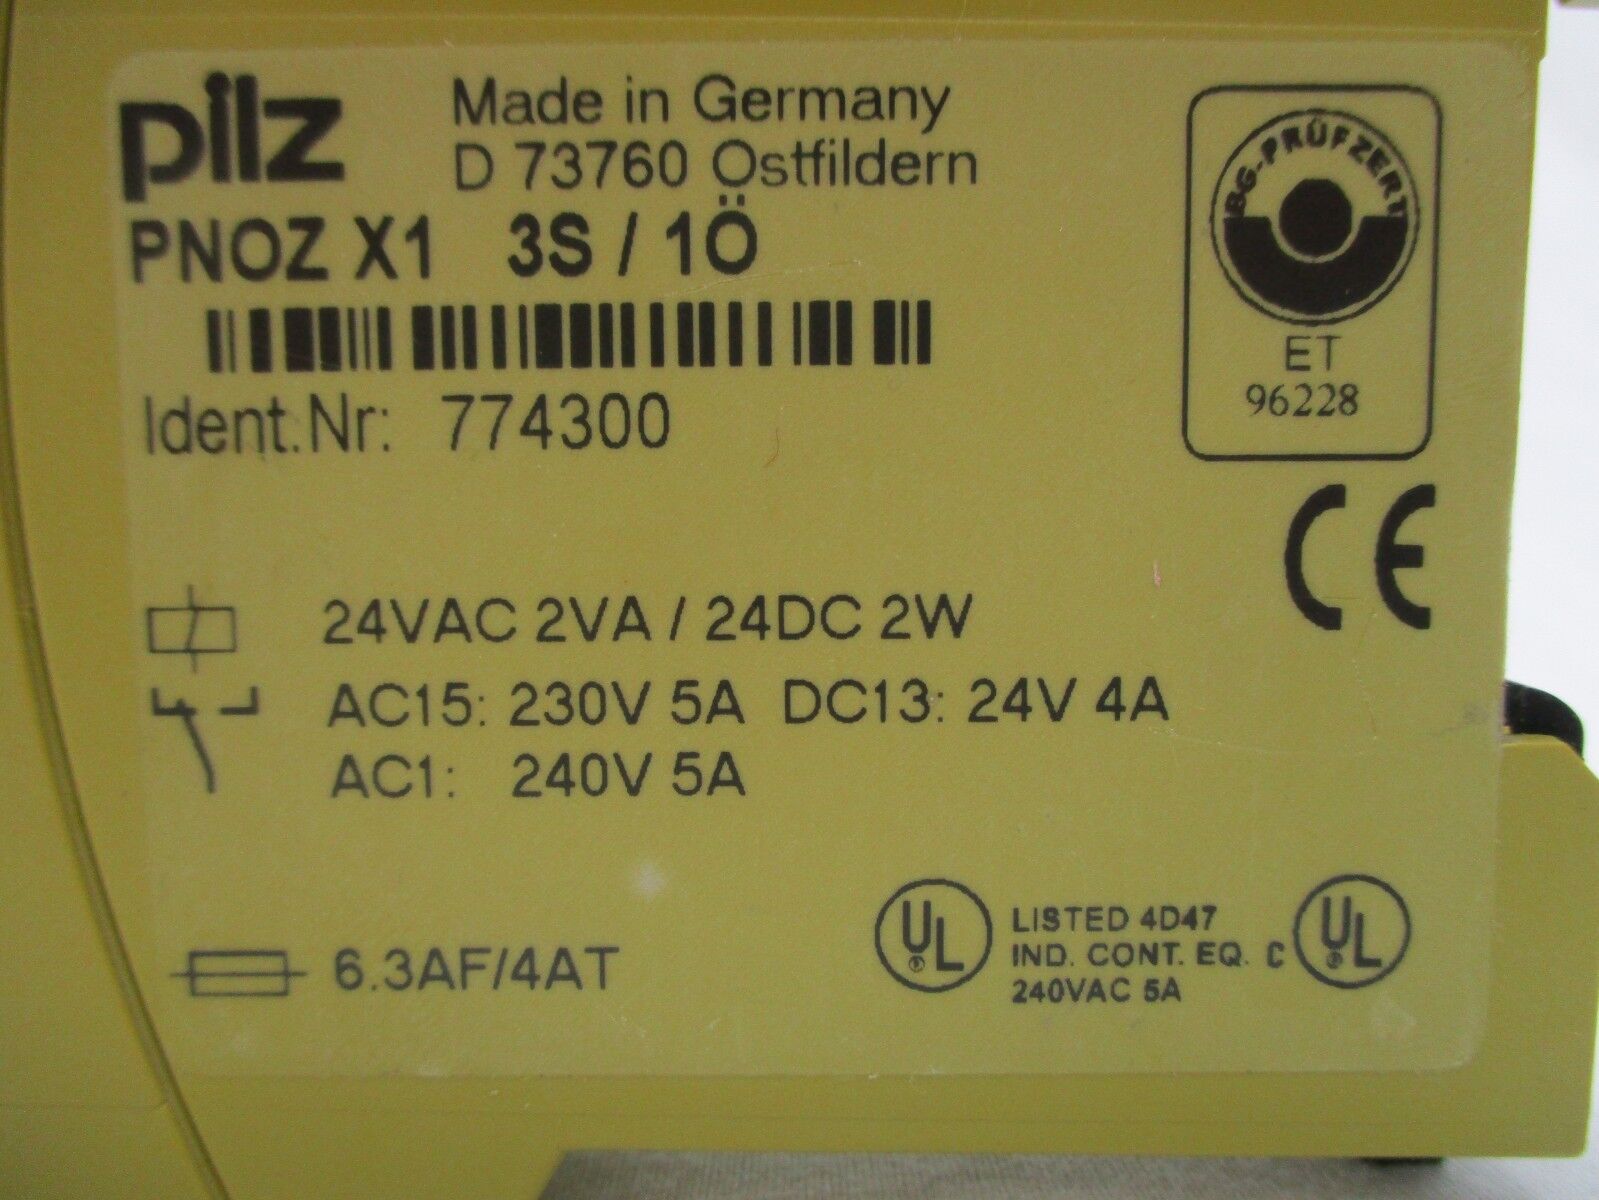 pilz
Made in Germany
D 73760 Ostfildern
PNOZ X1 3S / 1Ö
Ident.Nr: 774300
BG-PRÜFZERT
ET
96228
CE
24VAC 2VA / 24DC 2W
AC15: 230V 5A DC13: 24V 4A
AC1: 240V 5A
6.3AF/4AT
UL LISTED 4D47
IND. CONT. EQ. C UL
240VAC 5A